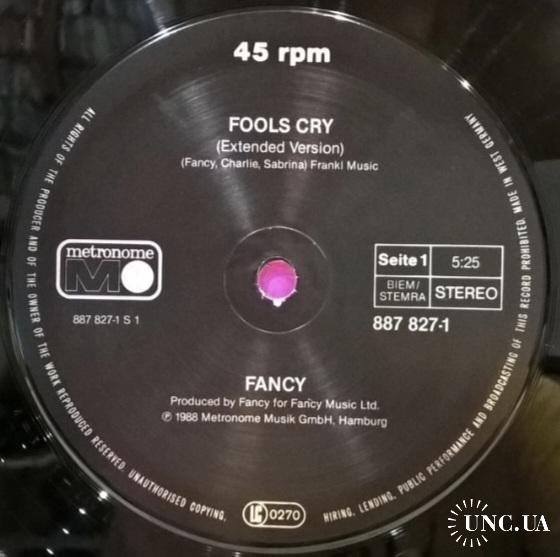 45 rpm
FOOLS CRY
(Extended Version)
(Fancy, Charlie, Sabrina) Frankl Music
metronome
M
887 827-1 S 1
Seite 1
5:25
BIEM/
STEMRA
STEREO
887 827-1
FANCY
Produced by Fancy for Fancy Music Ltd.
℗ 1988 Metronome Musik GmbH, Hamburg
ALL RIGHTS OF THE PRODUCER AND OF THE OWNER OF THE WORK REPRODUCED RESERVED. UNAUTHORISED COPYING,
LC 0270
HIRING, LENDING, PUBLIC PERFORMANCE AND BROADCASTING OF THIS RECORD PROHIBITED. MADE IN WEST GERMANY
UNC.UA